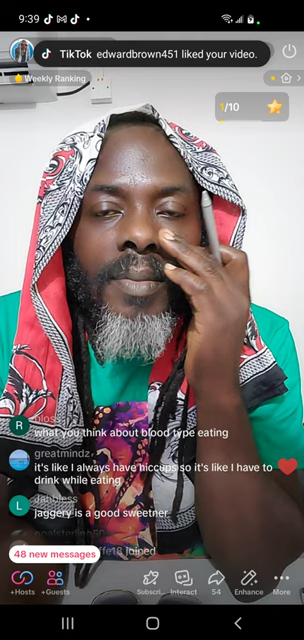 9:39
TikTok edwardbrown451 liked your video.
Weekly Ranking
1/10
R
what you think about blood type eating
greatmindz
it's like I always have hiccups so it's like I have to
drink while eating
L
jaggery is a good sweetner
joined
48 new messages
+Hosts +Guests Subscri... Interact 54 Enhance More